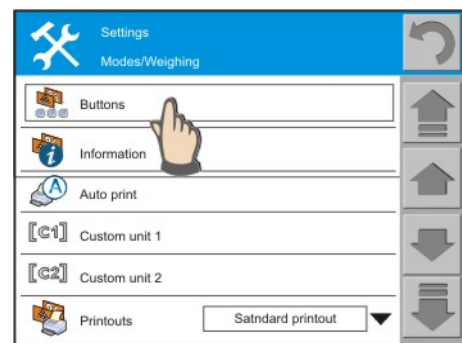 Settings
Modes/Weighing
Buttons
i Information
A Auto print
[C1] Custom unit 1
[C2] Custom unit 2
Printouts Satndard printout